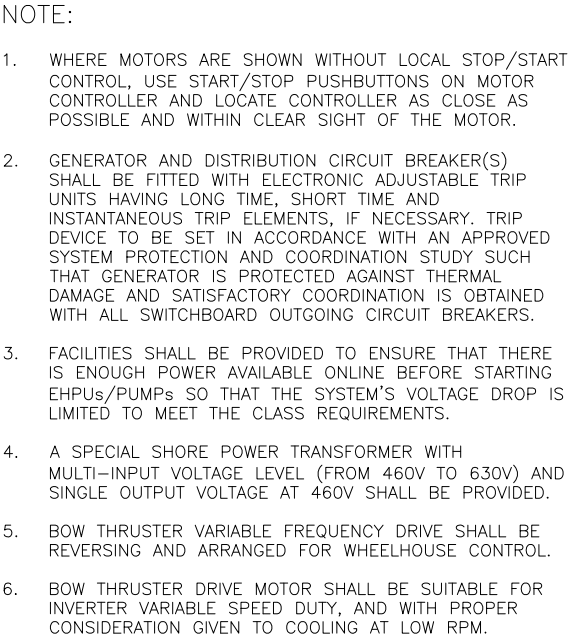 NOTE:
1. WHERE MOTORS ARE SHOWN WITHOUT LOCAL STOP/START
CONTROL, USE START/STOP PUSHBUTTONS ON MOTOR
CONTROLLER AND LOCATE CONTROLLER AS CLOSE AS
POSSIBLE AND WITHIN CLEAR SIGHT OF THE MOTOR.
2. GENERATOR AND DISTRIBUTION CIRCUIT BREAKER(S)
SHALL BE FITTED WITH ELECTRONIC ADJUSTABLE TRIP
UNITS HAVING LONG TIME, SHORT TIME AND
INSTANTANEOUS TRIP ELEMENTS, IF NECESSARY. TRIP
DEVICE TO BE SET IN ACCORDANCE WITH AN APPROVED
SYSTEM PROTECTION AND COORDINATION STUDY SUCH
THAT GENERATOR IS PROTECTED AGAINST THERMAL
DAMAGE AND SATISFACTORY COORDINATION IS OBTAINED
WITH ALL SWITCHBOARD OUTGOING CIRCUIT BREAKERS.
3. FACILITIES SHALL BE PROVIDED TO ENSURE THAT THERE
IS ENOUGH POWER AVAILABLE ONLINE BEFORE STARTING
EHPUs/PUMPs SO THAT THE SYSTEM'S VOLTAGE DROP IS
LIMITED TO MEET THE CLASS REQUIREMENTS.
4. A SPECIAL SHORE POWER TRANSFORMER WITH
MULTI-INPUT VOLTAGE LEVEL (FROM 460V TO 630V) AND
SINGLE OUTPUT VOLTAGE AT 460V SHALL BE PROVIDED.
5. BOW THRUSTER VARIABLE FREQUENCY DRIVE SHALL BE
REVERSING AND ARRANGED FOR WHEELHOUSE CONTROL.
6. BOW THRUSTER DRIVE MOTOR SHALL BE SUITABLE FOR
INVERTER VARIABLE SPEED DUTY, AND WITH PROPER
CONSIDERATION GIVEN TO COOLING AT LOW RPM.